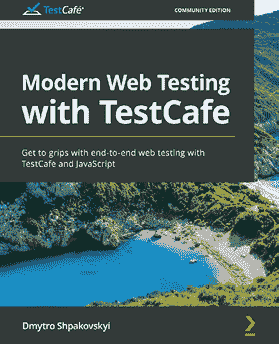 TestCafé
COMMUNITY EDITION
Modern Web Testing
with TestCafe
Get to grips with end-to-end web testing with
TestCafe and JavaScript
Dmytro Shpakovskyi